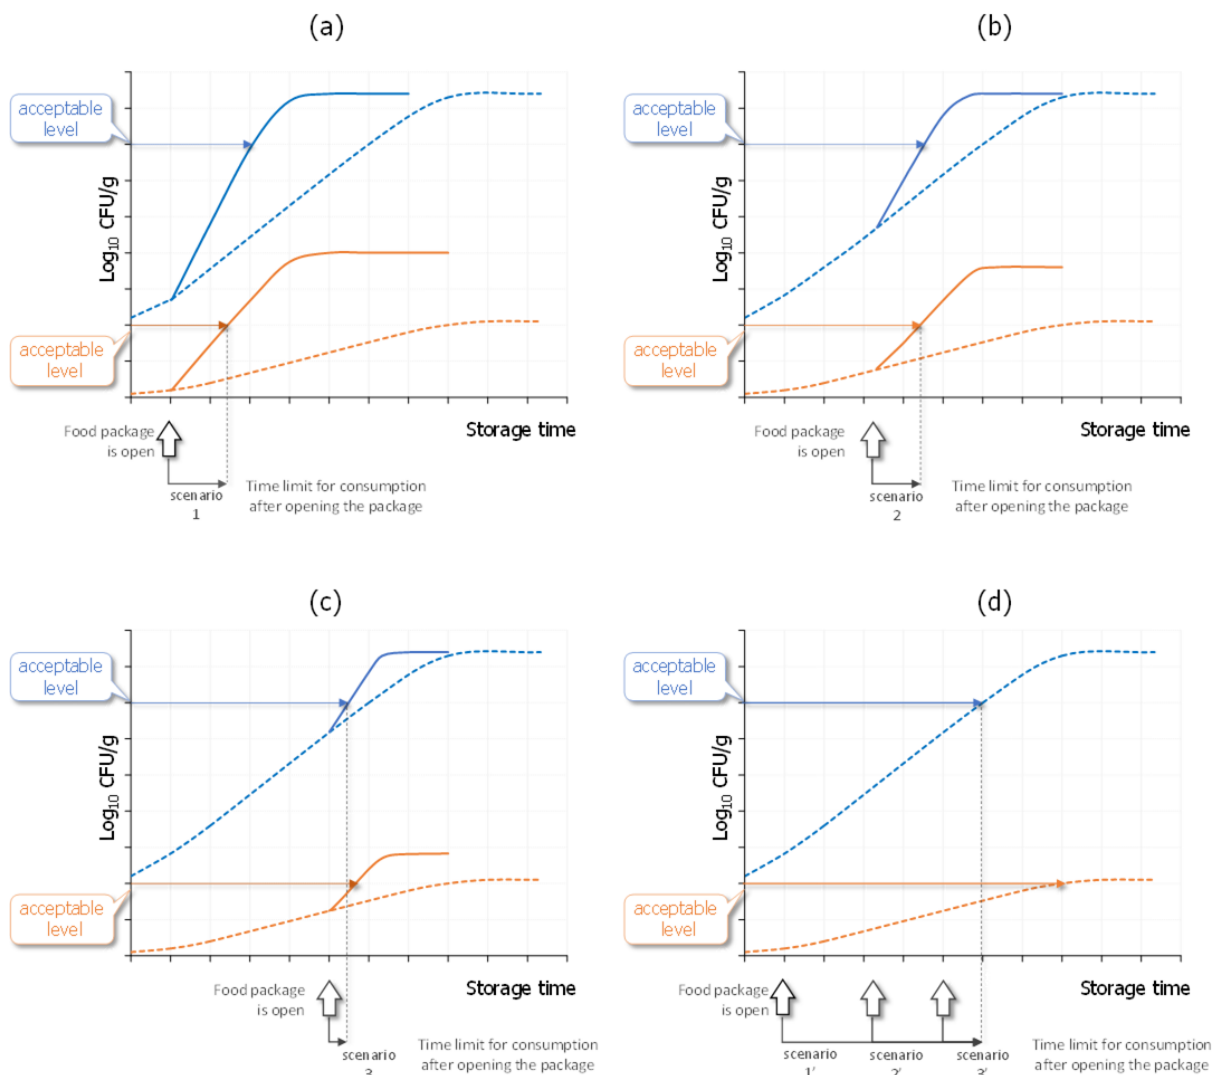 (a)
acceptable
level
Log10 CFU/g
acceptable
level
Food package
is open
Storage time
scenario
1
Time limit for consumption
after opening the package
(b)
acceptable
level
Log10 CFU/g
acceptable
level
Food package
is open
Storage time
scenario
2
Time limit for consumption
after opening the package
(c)
acceptable
level
Log10 CFU/g
acceptable
level
Food package
is open
Storage time
scenario
3
Time limit for consumption
after opening the package
(d)
acceptable
level
Log10 CFU/g
acceptable
level
Food package
is open
Storage time
scenario
1'
scenario
2'
scenario
3'
Time limit for consumption
after opening the package